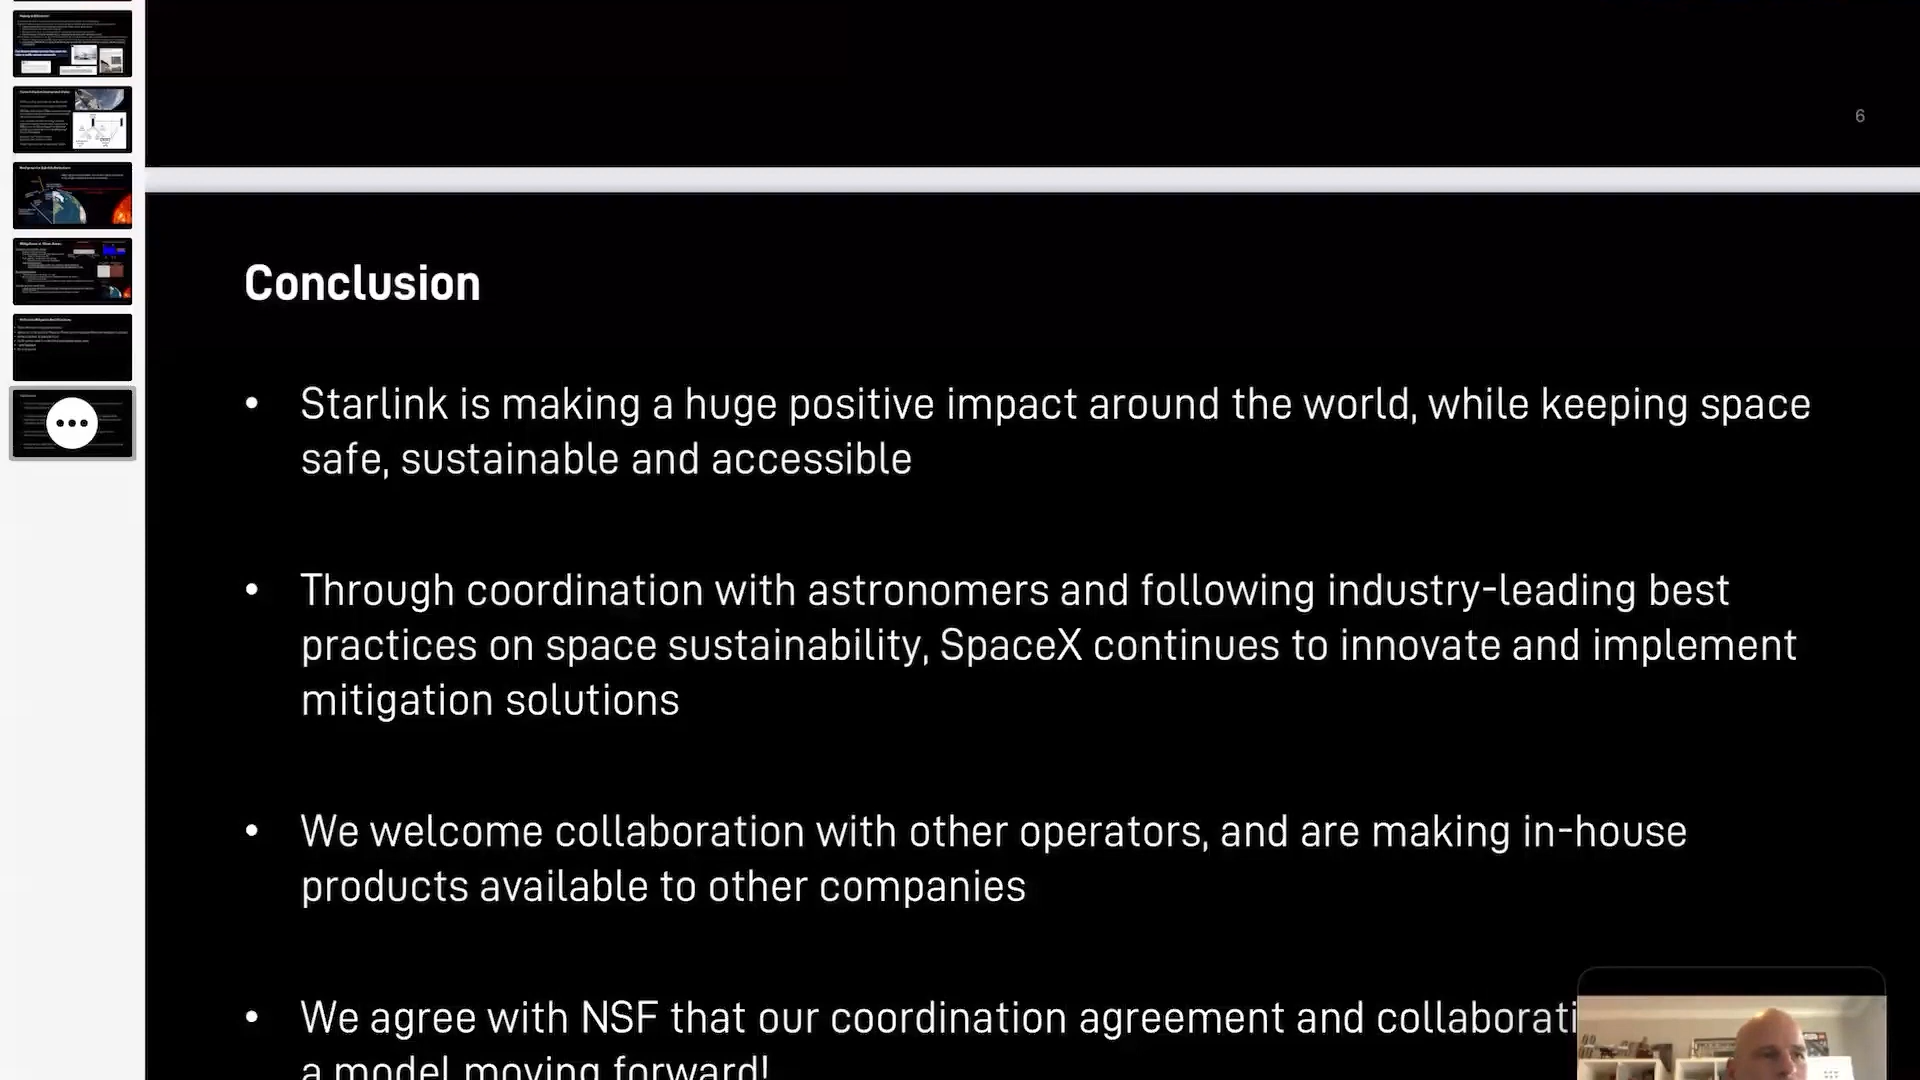 6
Conclusion
• Starlink is making a huge positive impact around the world, while keeping space
safe, sustainable and accessible
• Through coordination with astronomers and following industry-leading best
practices on space sustainability, SpaceX continues to innovate and implement
mitigation solutions
• We welcome collaboration with other operators, and are making in-house
products available to other companies
• We agree with NSF that our coordination agreement and collaborati
a model moving forward!